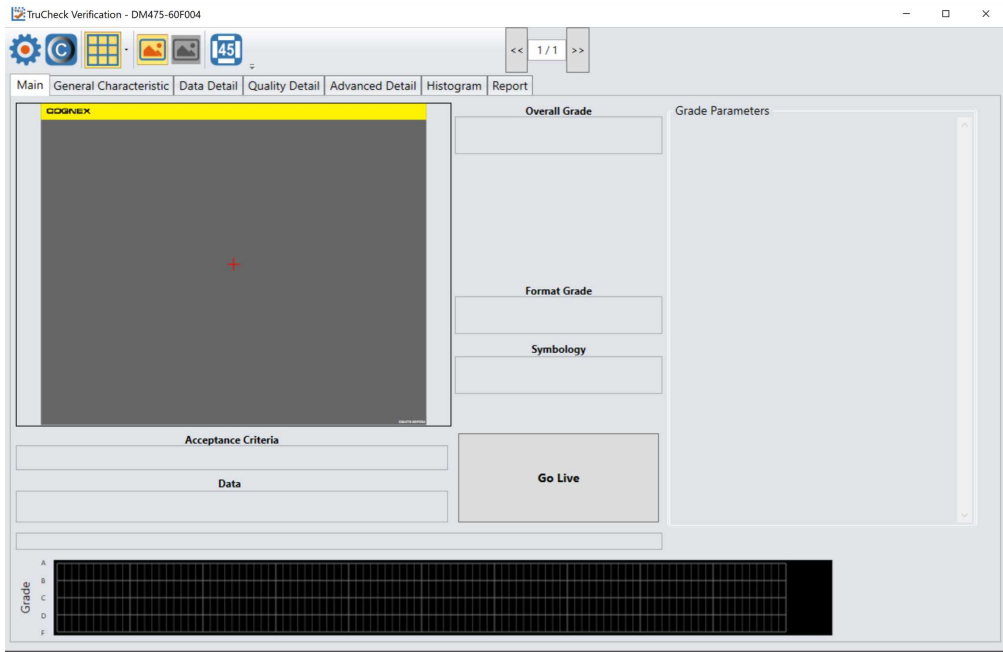 TruCheck Verification - DM475-60F004
45
<< 1/1 >>
Main General Characteristic Data Detail Quality Detail Advanced Detail Histogram Report
COGNEX
Overall Grade
Grade Parameters
Format Grade
Symbology
Acceptance Criteria
Go Live
Data
Grade
A
B
C
D
F